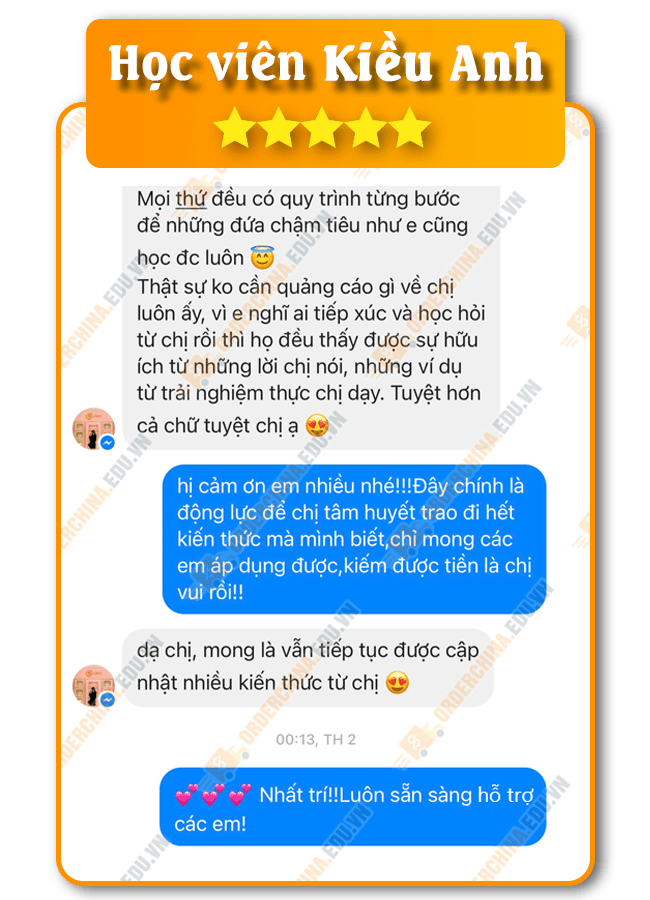 Học viên Kiều Anh
Mọi thứ đều có quy trình từng bước
để những đứa chậm tiêu như e cũng
học đc luôn 😇
Thật sự ko cần quảng cáo gì về chị
luôn ấy, vì e nghĩ ai tiếp xúc và học hỏi
từ chị rồi thì họ đều thấy được sự hữu
ích từ những lời chị nói, những ví dụ
từ trải nghiệm thực chị dạy. Tuyệt hơn
cả chữ tuyệt chị ạ 😍
hị cảm ơn em nhiều nhé!!!Đây chính là
động lực để chị tâm huyết trao đi hết
kiến thức mà mình biết,chỉ mong các
em áp dụng được,kiếm được tiền là chị
vui rồi!!
dạ chị, mong là vẫn tiếp tục được cập
nhật nhiều kiến thức từ chị 😍
00:13, TH 2
💕💕💕 Nhất trí!!Luôn sẵn sàng hỗ trợ
các em!
ORDERCHINA.EDU.VN